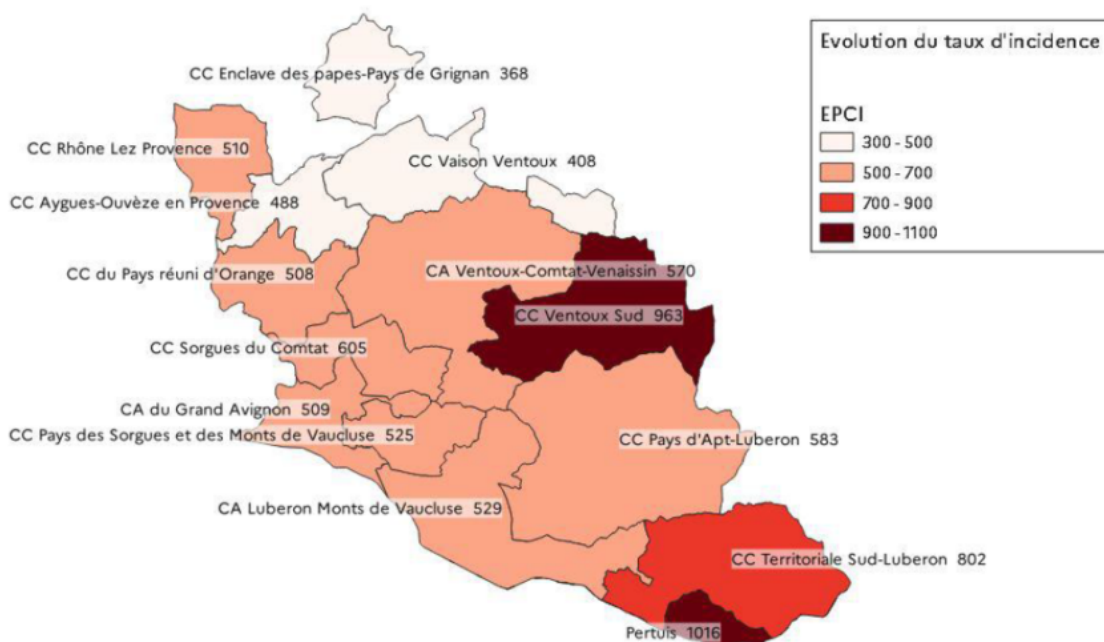 Evolution du taux d'incidence
EPCI
300 - 500
500 - 700
700 - 900
900 - 1100
CC Enclave des papes-Pays de Grignan 368
CC Rhône Lez Provence 510
CC Vaison Ventoux 408
CC Aygues-Ouvèze en Provence 488
CC du Pays réuni d'Orange 508
CA Ventoux-Comtat-Venaissin 570
CC Ventoux Sud 963
CC Sorgues du Comtat 605
CA du Grand Avignon 509
CC Pays des Sorgues et des Monts de Vaucluse 525
CC Pays d'Apt-Luberon 583
CA Luberon Monts de Vaucluse 529
CC Territoriale Sud-Luberon 802
Pertuis 1016